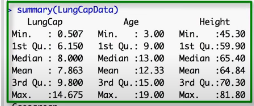 > summary(LungCapData)
LungCap Age Height
Min. : 0.507 Min. : 3.00 Min. :45.30
1st Qu.: 6.150 1st Qu.: 9.00 1st Qu.:59.90
Median : 8.000 Median :13.00 Median :65.40
Mean : 7.863 Mean :12.33 Mean :64.84
3rd Qu.: 9.800 3rd Qu.:15.00 3rd Qu.:70.30
Max. :14.675 Max. :19.00 Max. :81.80